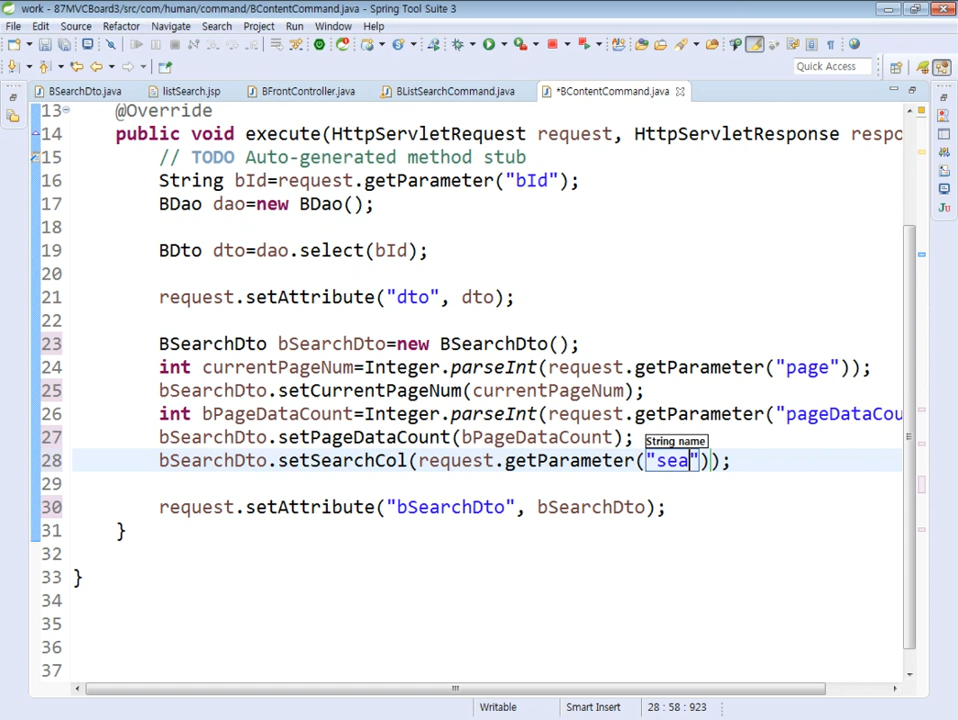 work - 87MVCBoard3/src/com/human/command/BContentCommand.java - Spring Tool Suite 3
File Edit Source Refactor Navigate Search Project Run Window Help
Quick Access
BSearchDto.java listSearch.jsp BFrontController.java BListSearchCommand.java *BContentCommand.java
13 @Override
14 public void execute(HttpServletRequest request, HttpServletResponse respo
15 // TODO Auto-generated method stub
16 String bId=request.getParameter("bId");
17 BDao dao=new BDao();
18
19 BDto dto=dao.select(bId);
20
21 request.setAttribute("dto", dto);
22
23 BSearchDto bSearchDto=new BSearchDto();
24 int currentPageNum=Integer.parseInt(request.getParameter("page"));
25 bSearchDto.setCurrentPageNum(currentPageNum);
26 int bPageDataCount=Integer.parseInt(request.getParameter("pageDataCou
27 bSearchDto.setPageDataCount(bPageDataCount);
String name
28 bSearchDto.setSearchCol(request.getParameter("sea"));
29
30 request.setAttribute("bSearchDto", bSearchDto);
31 }
32
33 }
34
35
36
37
Writable Smart Insert 28 : 58 : 923